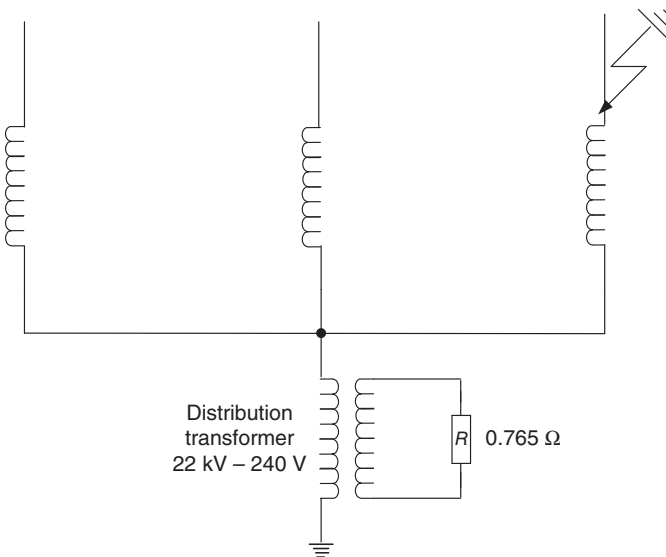 Distribution
transformer
22 kV – 240 V
R 0.765 Ω